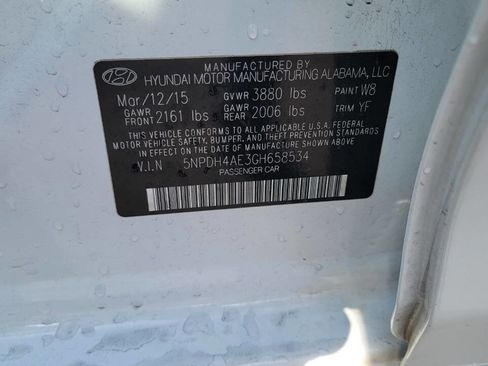 MANUFACTURED BY
HYUNDAI MOTOR MANUFACTURING ALABAMA, LLC
Mar/12/15 GVWR 3880 lbs PAINT W8
GAWR FRONT 2161 lbs GAWR REAR 2006 lbs TRIM YF
THIS VEHICLE CONFORMS TO ALL APPLICABLE U.S.A. FEDERAL
MOTOR VEHICLE SAFETY, BUMPER, AND THEFT PREVENTION
STANDARDS IN EFFECT ON THE DATE OF MANUFACTURE SHOWN ABOVE.
V.I.N 5NPDH4AE3GH658534
PASSENGER CAR